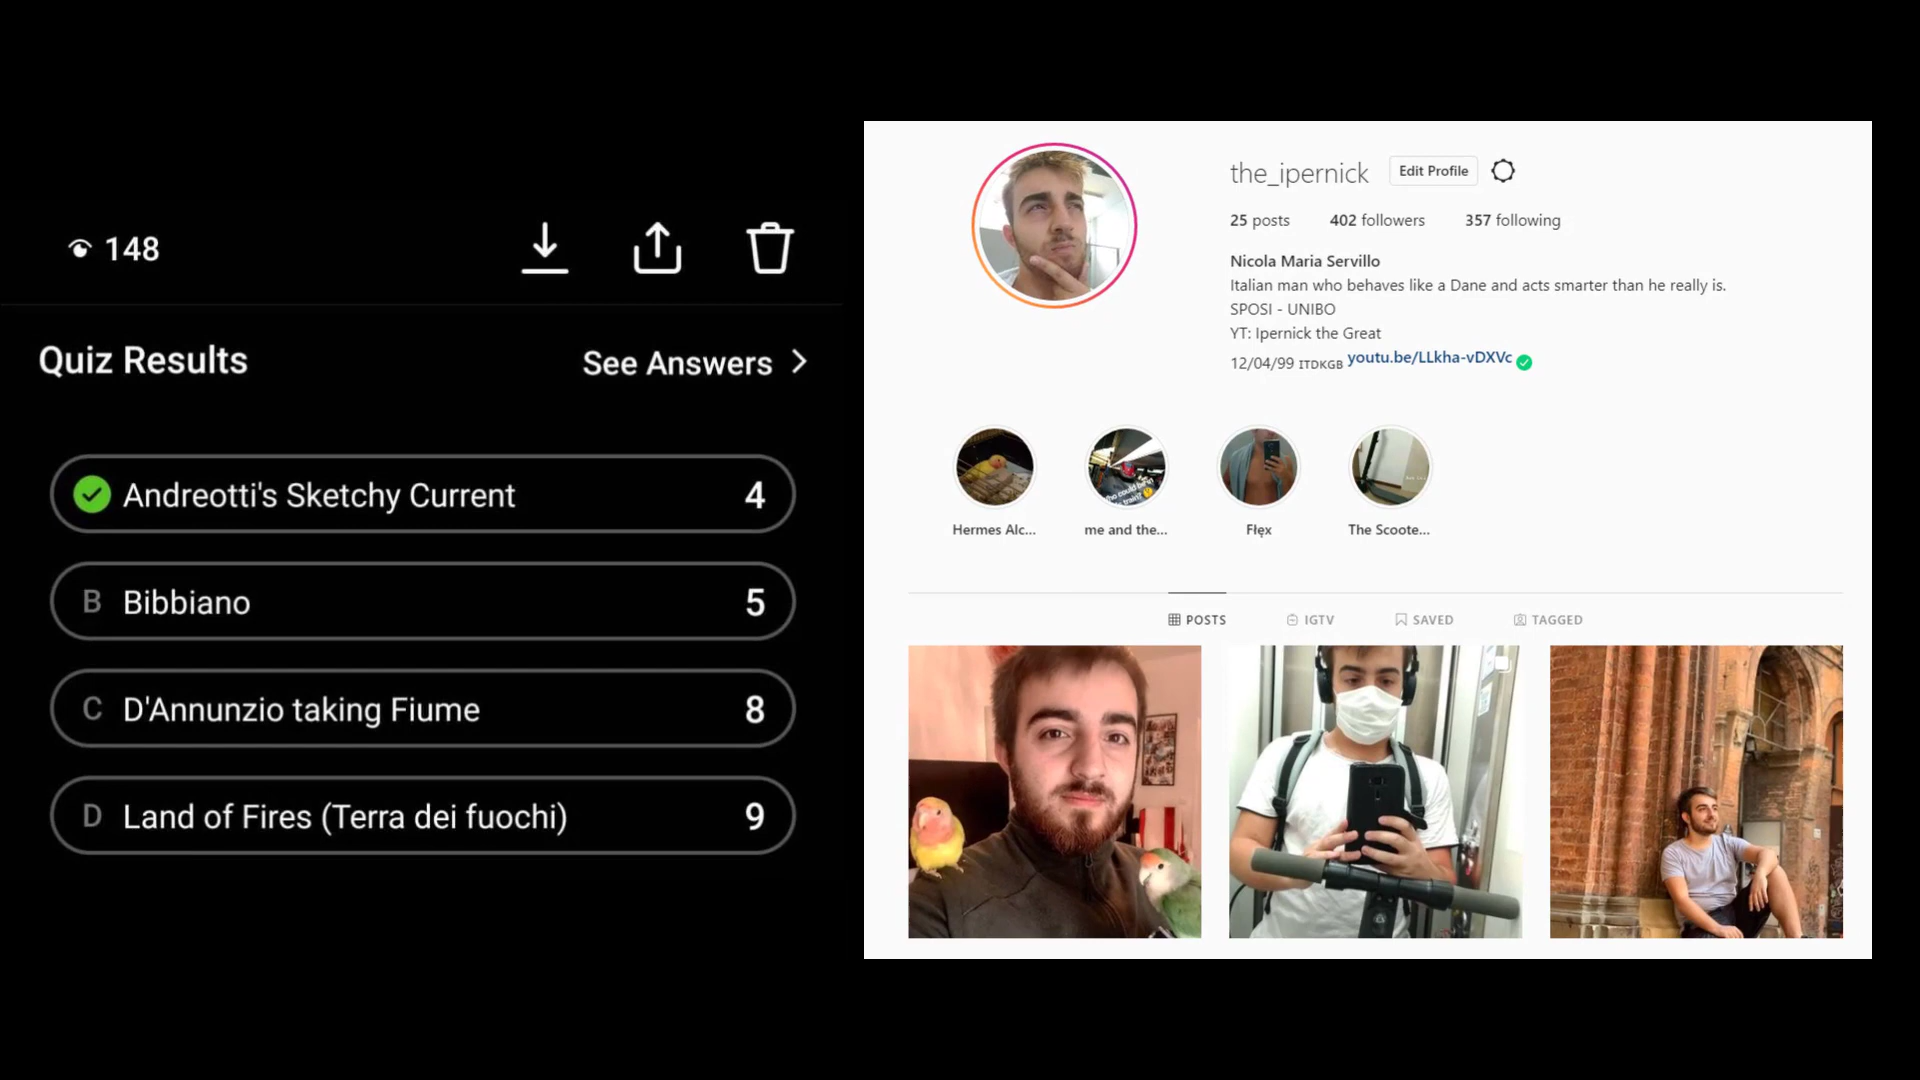 148
Quiz Results
See Answers
Andreotti's Sketchy Current
4
B Bibbiano
5
C D'Annunzio taking Fiume
8
D Land of Fires (Terra dei fuochi)
9
the_ipernick
Edit Profile
25 posts
402 followers
357 following
Nicola Maria Servillo
Italian man who behaves like a Dane and acts smarter than he really is.
SPOSI - UNIBO
YT: Ipernick the Great
12/04/99 ITDKGB youtu.be/LLkha-vDXVc
Hermes Alc...
me and the...
Fłęx
The Scoote...
POSTS
IGTV
SAVED
TAGGED